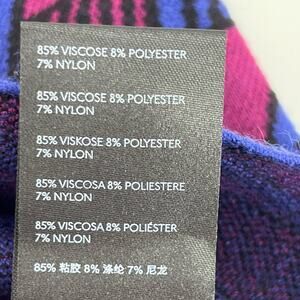 85% VISCOSE 8% POLYESTER
7% NYLON
85% VISCOSE 8% POLYESTER
7% NYLON
85% VISKOSE 8% POLYESTER
7% NYLON
85% VISCOSA 8% POLIESTERE
7% NYLON
85% VISCOSA 8% POLIÉSTER
7% NYLON
85% 粘胶 8% 涤纶 7% 尼龙